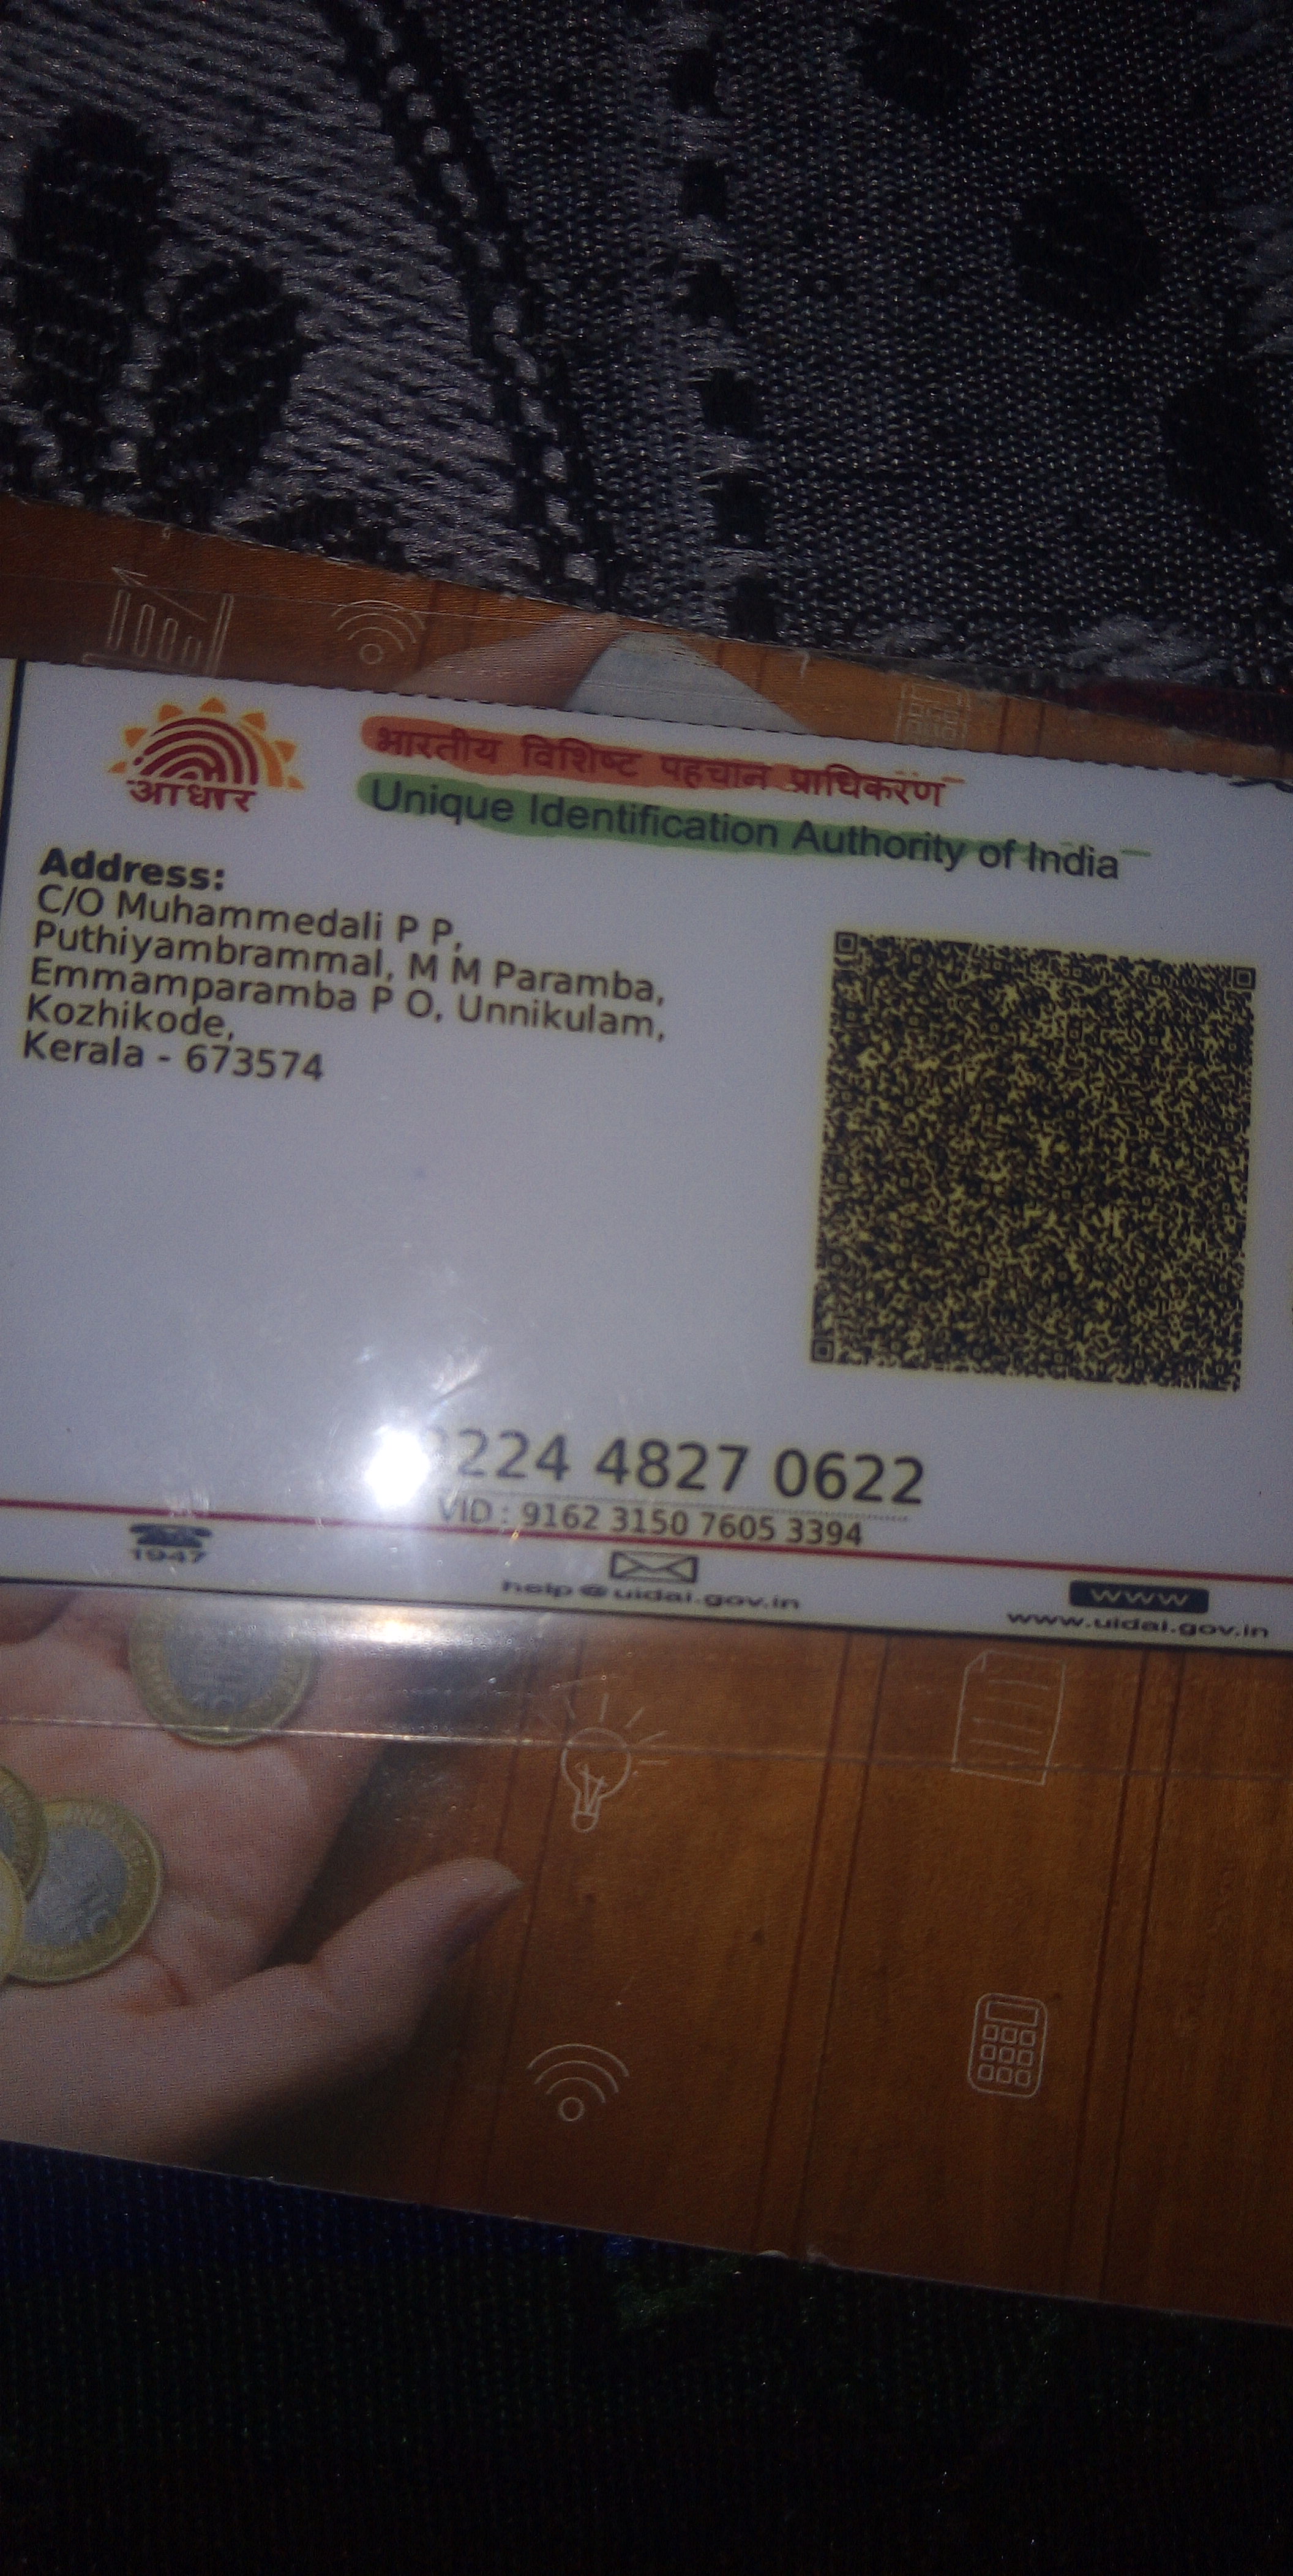 आधार
भारतीय विशिष्ट पहचान प्राधिकरण
Unique Identification Authority of India
Address:
C/O Muhammedali P P,
Puthiyambrammal, M M Paramba,
Emmamparamba P O, Unnikulam,
Kozhikode,
Kerala - 673574
224 4827 0622
VID : 9162 3150 7605 3394
1947
help@uidai.gov.in
www
www.uidai.gov.in